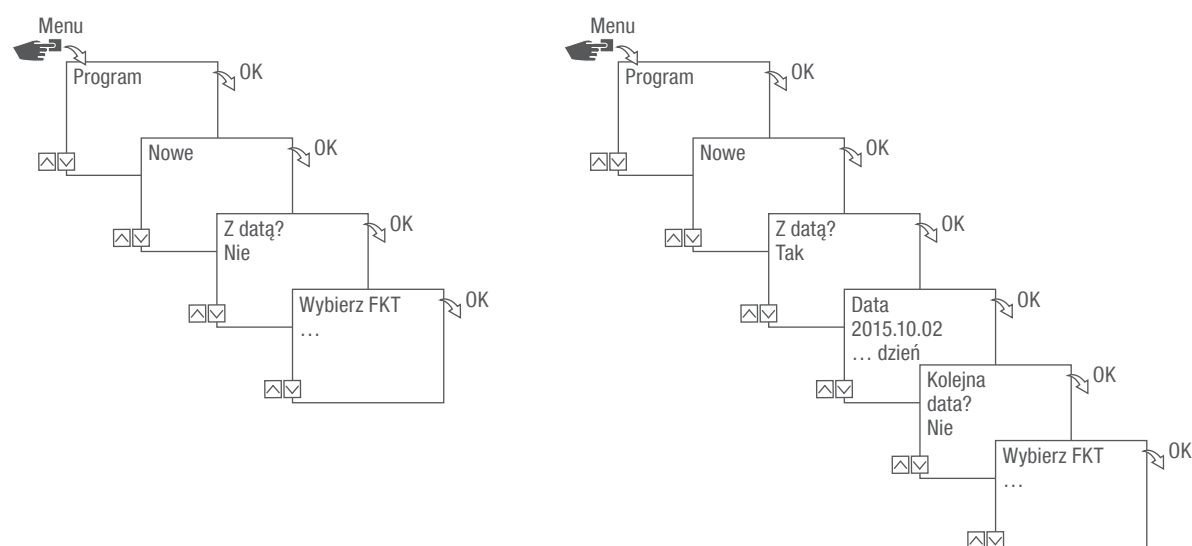 Menu
Program
OK
Nowe
OK
Z datą?
Nie
OK
Wybierz FKT
…
OK
Menu
Program
OK
Nowe
OK
Z datą?
Tak
OK
Data
2015.10.02
… dzień
OK
Kolejna
data?
Nie
OK
Wybierz FKT
…
OK